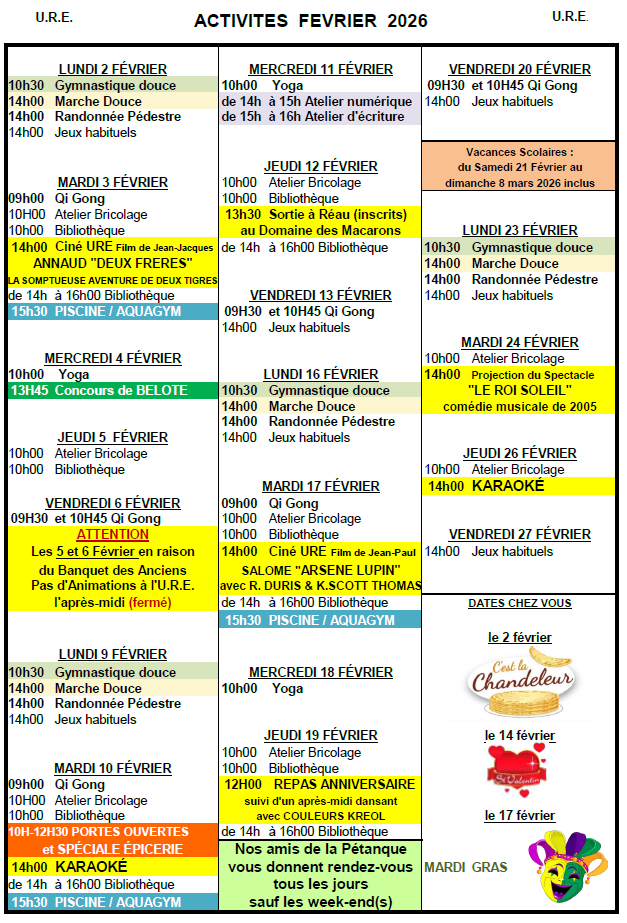 U.R.E.
ACTIVITES FEVRIER 2026
U.R.E.
LUNDI 2 FÉVRIER
10h30 Gymnastique douce
14h00 Marche Douce
14h00 Randonnée Pédestre
14h00 Jeux habituels
MARDI 3 FÉVRIER
09h00 Qi Gong
10H00 Atelier Bricolage
10h00 Bibliothèque
14h00 Ciné URE Film de Jean-Jacques
ANNAUD "DEUX FRERES"
LA SOMPTUEUSE AVENTURE DE DEUX TIGRES
de 14h à 16h00 Bibliothèque
15h30 PISCINE / AQUAGYM
MERCREDI 4 FÉVRIER
10h00 Yoga
13H45 Concours de BELOTE
JEUDI 5 FÉVRIER
10h00 Atelier Bricolage
10h00 Bibliothèque
VENDREDI 6 FÉVRIER
09H30 et 10H45 Qi Gong
ATTENTION
Les 5 et 6 Février en raison
du Banquet des Anciens
Pas d'Animations à l'U.R.E.
l'après-midi (fermé)
LUNDI 9 FÉVRIER
10h30 Gymnastique douce
14h00 Marche Douce
14h00 Randonnée Pédestre
14h00 Jeux habituels
MARDI 10 FÉVRIER
09h00 Qi Gong
10H00 Atelier Bricolage
10h00 Bibliothèque
10H-12H30 PORTES OUVERTES
et SPÉCIALE ÉPICERIE
14h00 KARAOKÉ
de 14h à 16h00 Bibliothèque
15h30 PISCINE / AQUAGYM
MERCREDI 11 FÉVRIER
10h00 Yoga
de 14h à 15h Atelier numérique
de 15h à 16h Atelier d'écriture
JEUDI 12 FÉVRIER
10h00 Atelier Bricolage
10h00 Bibliothèque
13h30 Sortie à Réau (inscrits)
au Domaine des Macarons
de 14h à 16h00 Bibliothèque
VENDREDI 13 FÉVRIER
09H30 et 10H45 Qi Gong
14h00 Jeux habituels
LUNDI 16 FÉVRIER
10h30 Gymnastique douce
14h00 Marche Douce
14h00 Randonnée Pédestre
14h00 Jeux habituels
MARDI 17 FÉVRIER
09h00 Qi Gong
10h00 Atelier Bricolage
10h00 Bibliothèque
14h00 Ciné URE Film de Jean-Paul
SALOME "ARSENE LUPIN"
avec R. DURIS & K.SCOTT THOMAS
de 14h à 16h00 Bibliothèque
15h30 PISCINE / AQUAGYM
MERCREDI 18 FÉVRIER
10h00 Yoga
JEUDI 19 FÉVRIER
10h00 Atelier Bricolage
10h00 Bibliothèque
12H00 REPAS ANNIVERSAIRE
suivi d'un après-midi dansant
avec COULEURS KREOL
de 14h à 16h00 Bibliothèque
Nos amis de la Pétanque
vous donnent rendez-vous
tous les jours
sauf les week-end(s)
VENDREDI 20 FÉVRIER
09H30 et 10H45 Qi Gong
14h00 Jeux habituels
Vacances Scolaires :
du Samedi 21 Février au
dimanche 8 mars 2026 inclus
LUNDI 23 FÉVRIER
10h30 Gymnastique douce
14h00 Marche Douce
14h00 Randonnée Pédestre
14h00 Jeux habituels
MARDI 24 FÉVRIER
10h00 Atelier Bricolage
14h00 Projection du Spectacle
"LE ROI SOLEIL"
comédie musicale de 2005
JEUDI 26 FÉVRIER
10h00 Atelier Bricolage
14h00 KARAOKÉ
VENDREDI 27 FÉVRIER
14h00 Jeux habituels
DATES CHEZ VOUS
le 2 février
C'est la
Chandeleur
le 14 février
St Valentin
le 17 février
MARDI GRAS